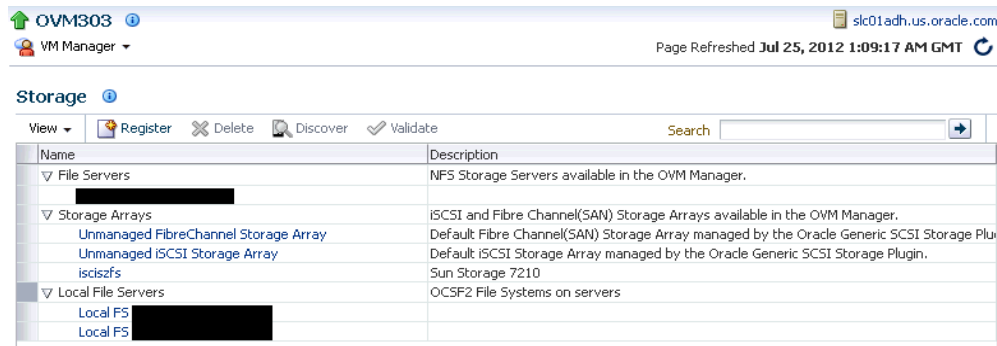 OVM303
slc01adh.us.oracle.com
VM Manager
Page Refreshed Jul 25, 2012 1:09:17 AM GMT
Storage
View Register Delete Discover Validate Search
Name Description
File Servers NFS Storage Servers available in the OVM Manager.
Storage Arrays iSCSI and Fibre Channel(SAN) Storage Arrays available in the OVM Manager.
Unmanaged FibreChannel Storage Array Default Fibre Channel(SAN) Storage Array managed by the Oracle Generic SCSI Storage Plu
Unmanaged iSCSI Storage Array Default iSCSI Storage Array managed by the Oracle Generic SCSI Storage Plugin.
isciszfs Sun Storage 7210
Local File Servers OCSF2 File Systems on servers
Local FS
Local FS